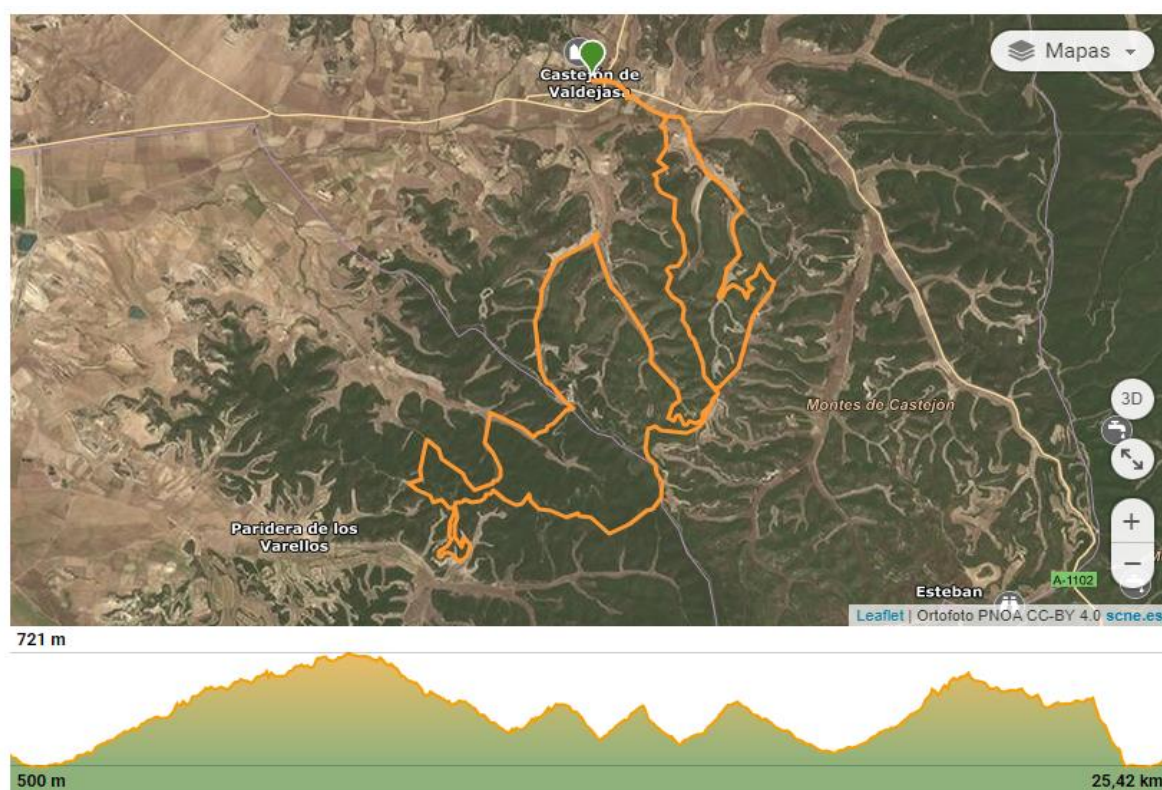 Mapas
Castejón de
Valdejasa
Montes de Castejón
3D
Paridera de los
Varellos
+
−
A-1102
Esteban
Leaflet | Ortofoto PNOA CC-BY 4.0 scne.es
721 m
500 m
25,42 km